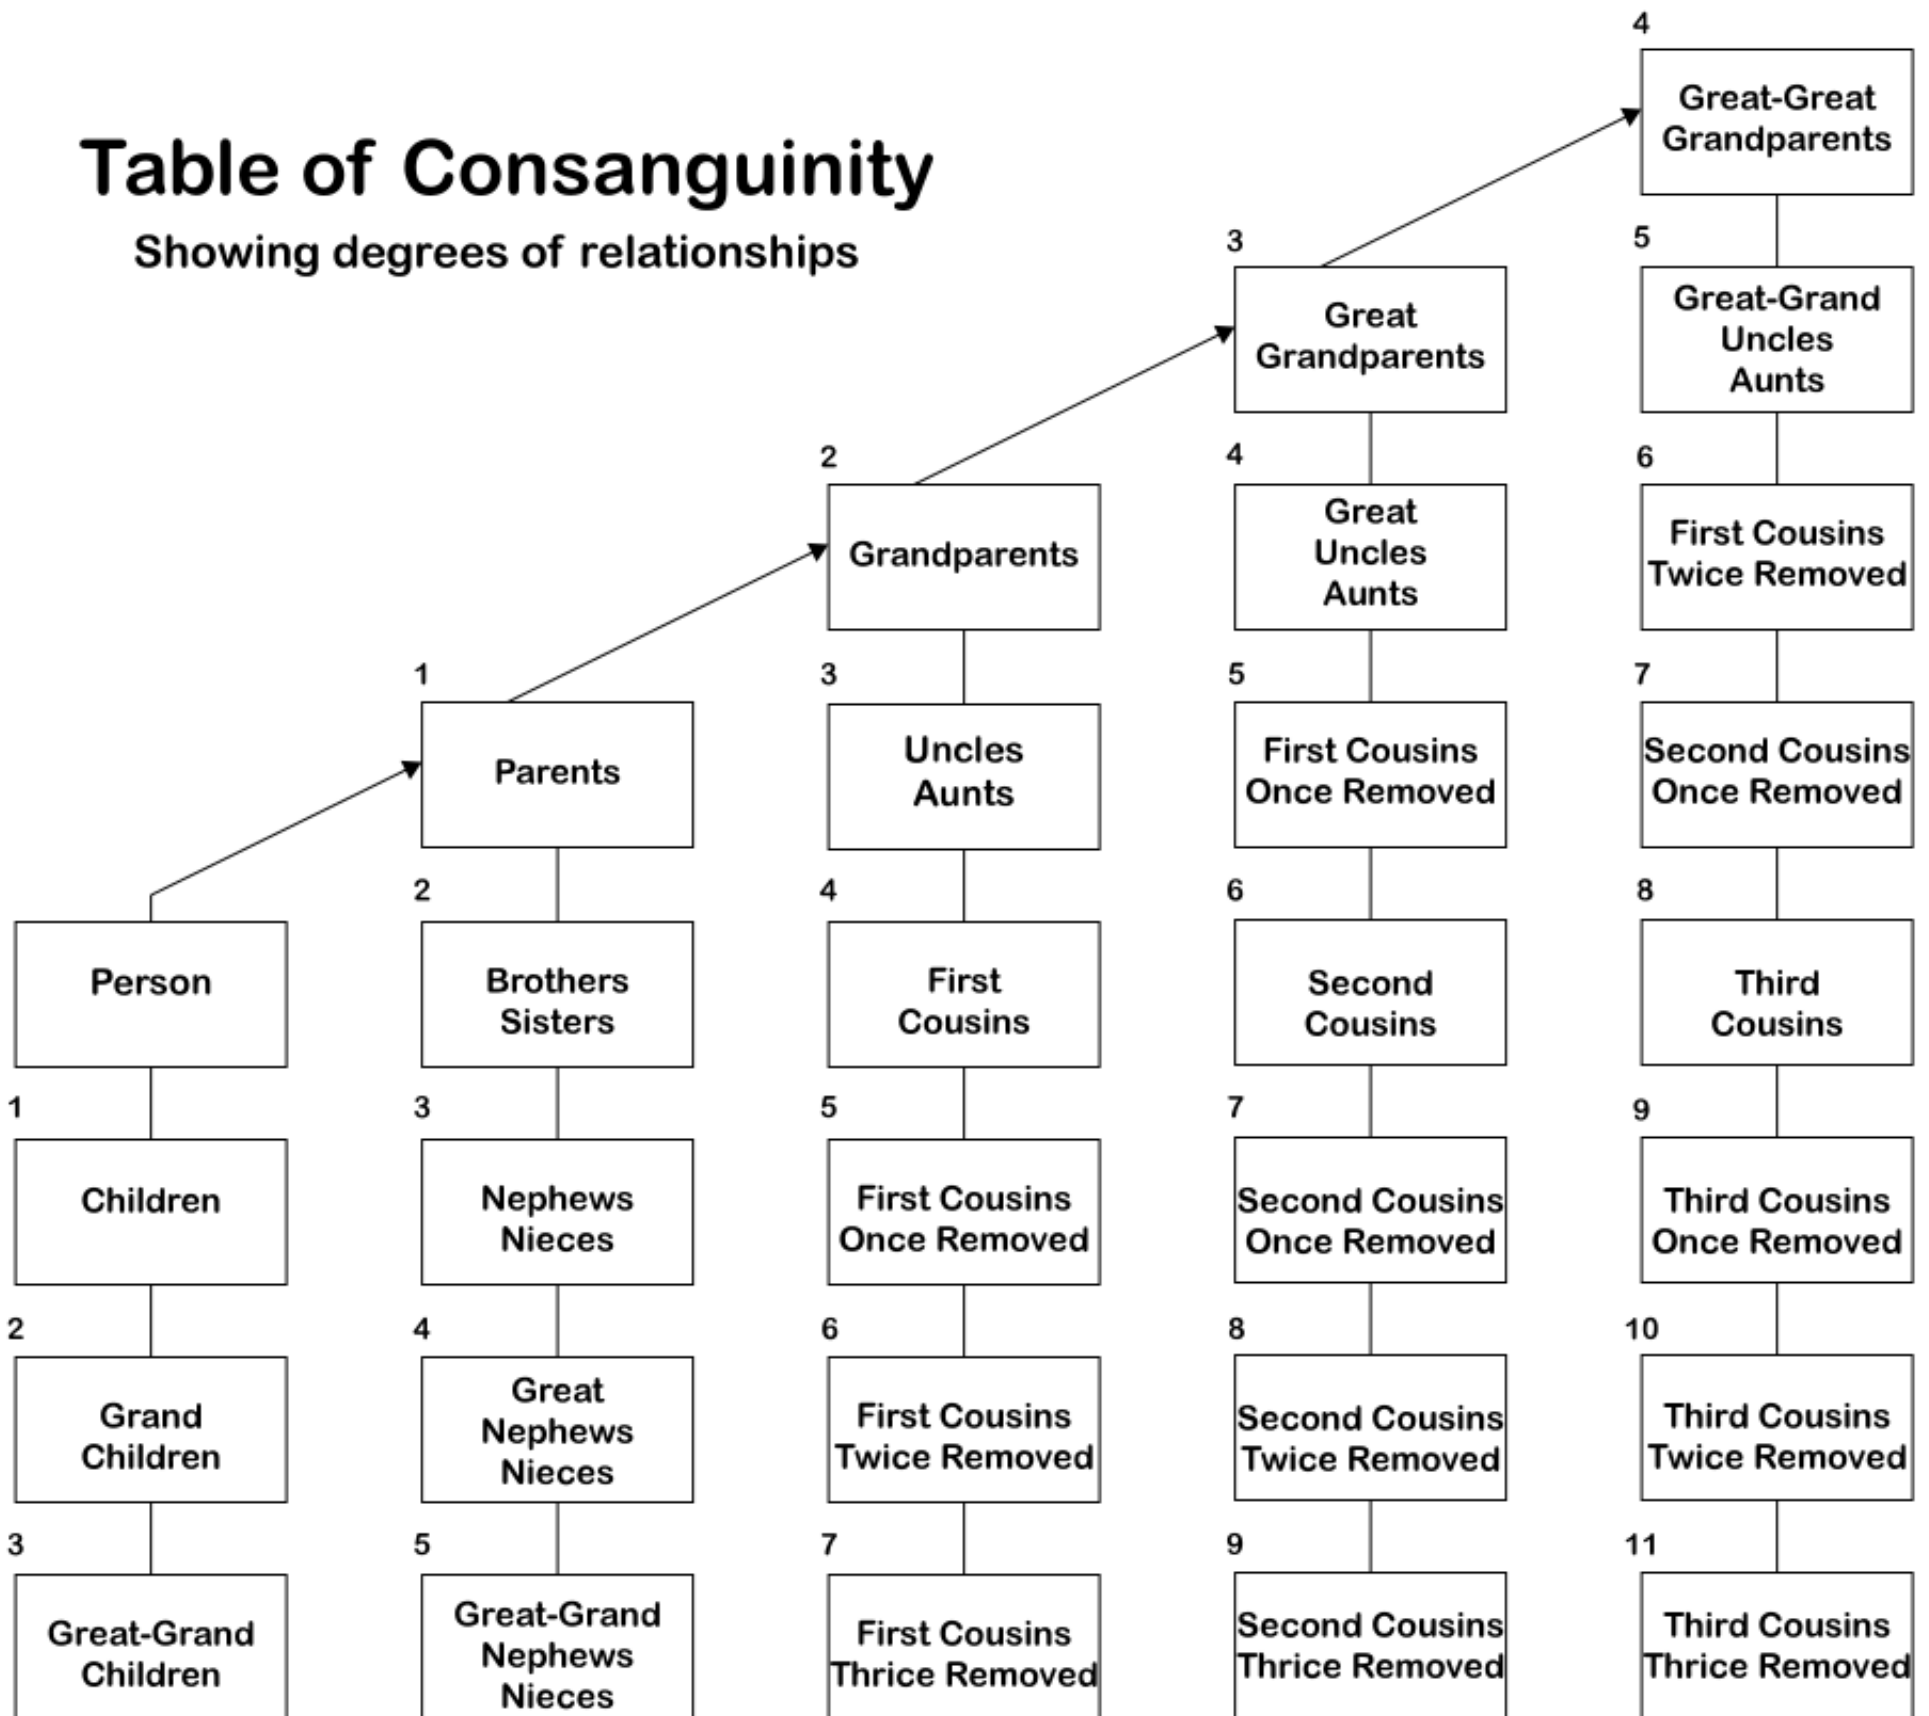 Table of Consanguinity
Showing degrees of relationships
4
Great-Great
Grandparents
3
Great
Grandparents
5
Great-Grand
Uncles
Aunts
2
Grandparents
4
Great
Uncles
Aunts
6
First Cousins
Twice Removed
1
Parents
3
Uncles
Aunts
5
First Cousins
Once Removed
7
Second Cousins
Once Removed
Person
2
Brothers
Sisters
4
First
Cousins
6
Second
Cousins
8
Third
Cousins
1
Children
3
Nephews
Nieces
5
First Cousins
Once Removed
7
Second Cousins
Once Removed
9
Third Cousins
Once Removed
2
Grand
Children
4
Great
Nephews
Nieces
6
First Cousins
Twice Removed
8
Second Cousins
Twice Removed
10
Third Cousins
Twice Removed
3
Great-Grand
Children
5
Great-Grand
Nephews
Nieces
7
First Cousins
Thrice Removed
9
Second Cousins
Thrice Removed
11
Third Cousins
Thrice Removed